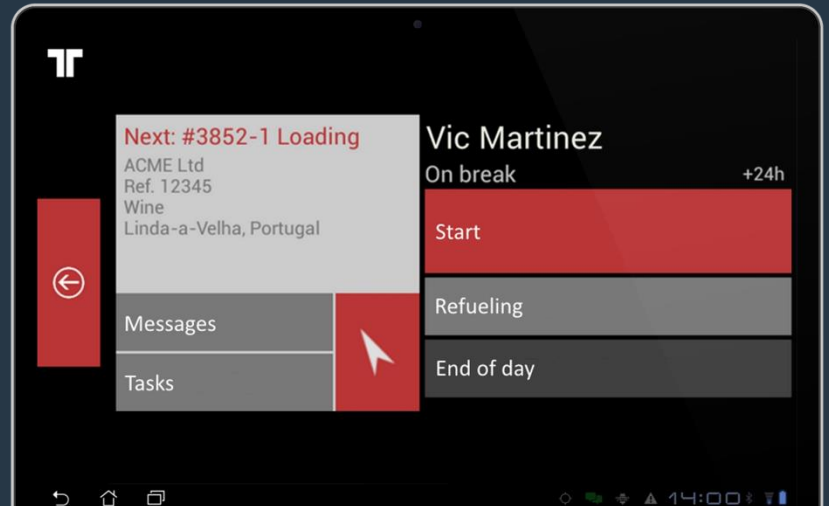 Next: #3852-1 Loading
ACME Ltd
Ref. 12345
Wine
Linda-a-Velha, Portugal
Messages
Tasks
Vic Martinez
On break +24h
Start
Refueling
End of day
14:00